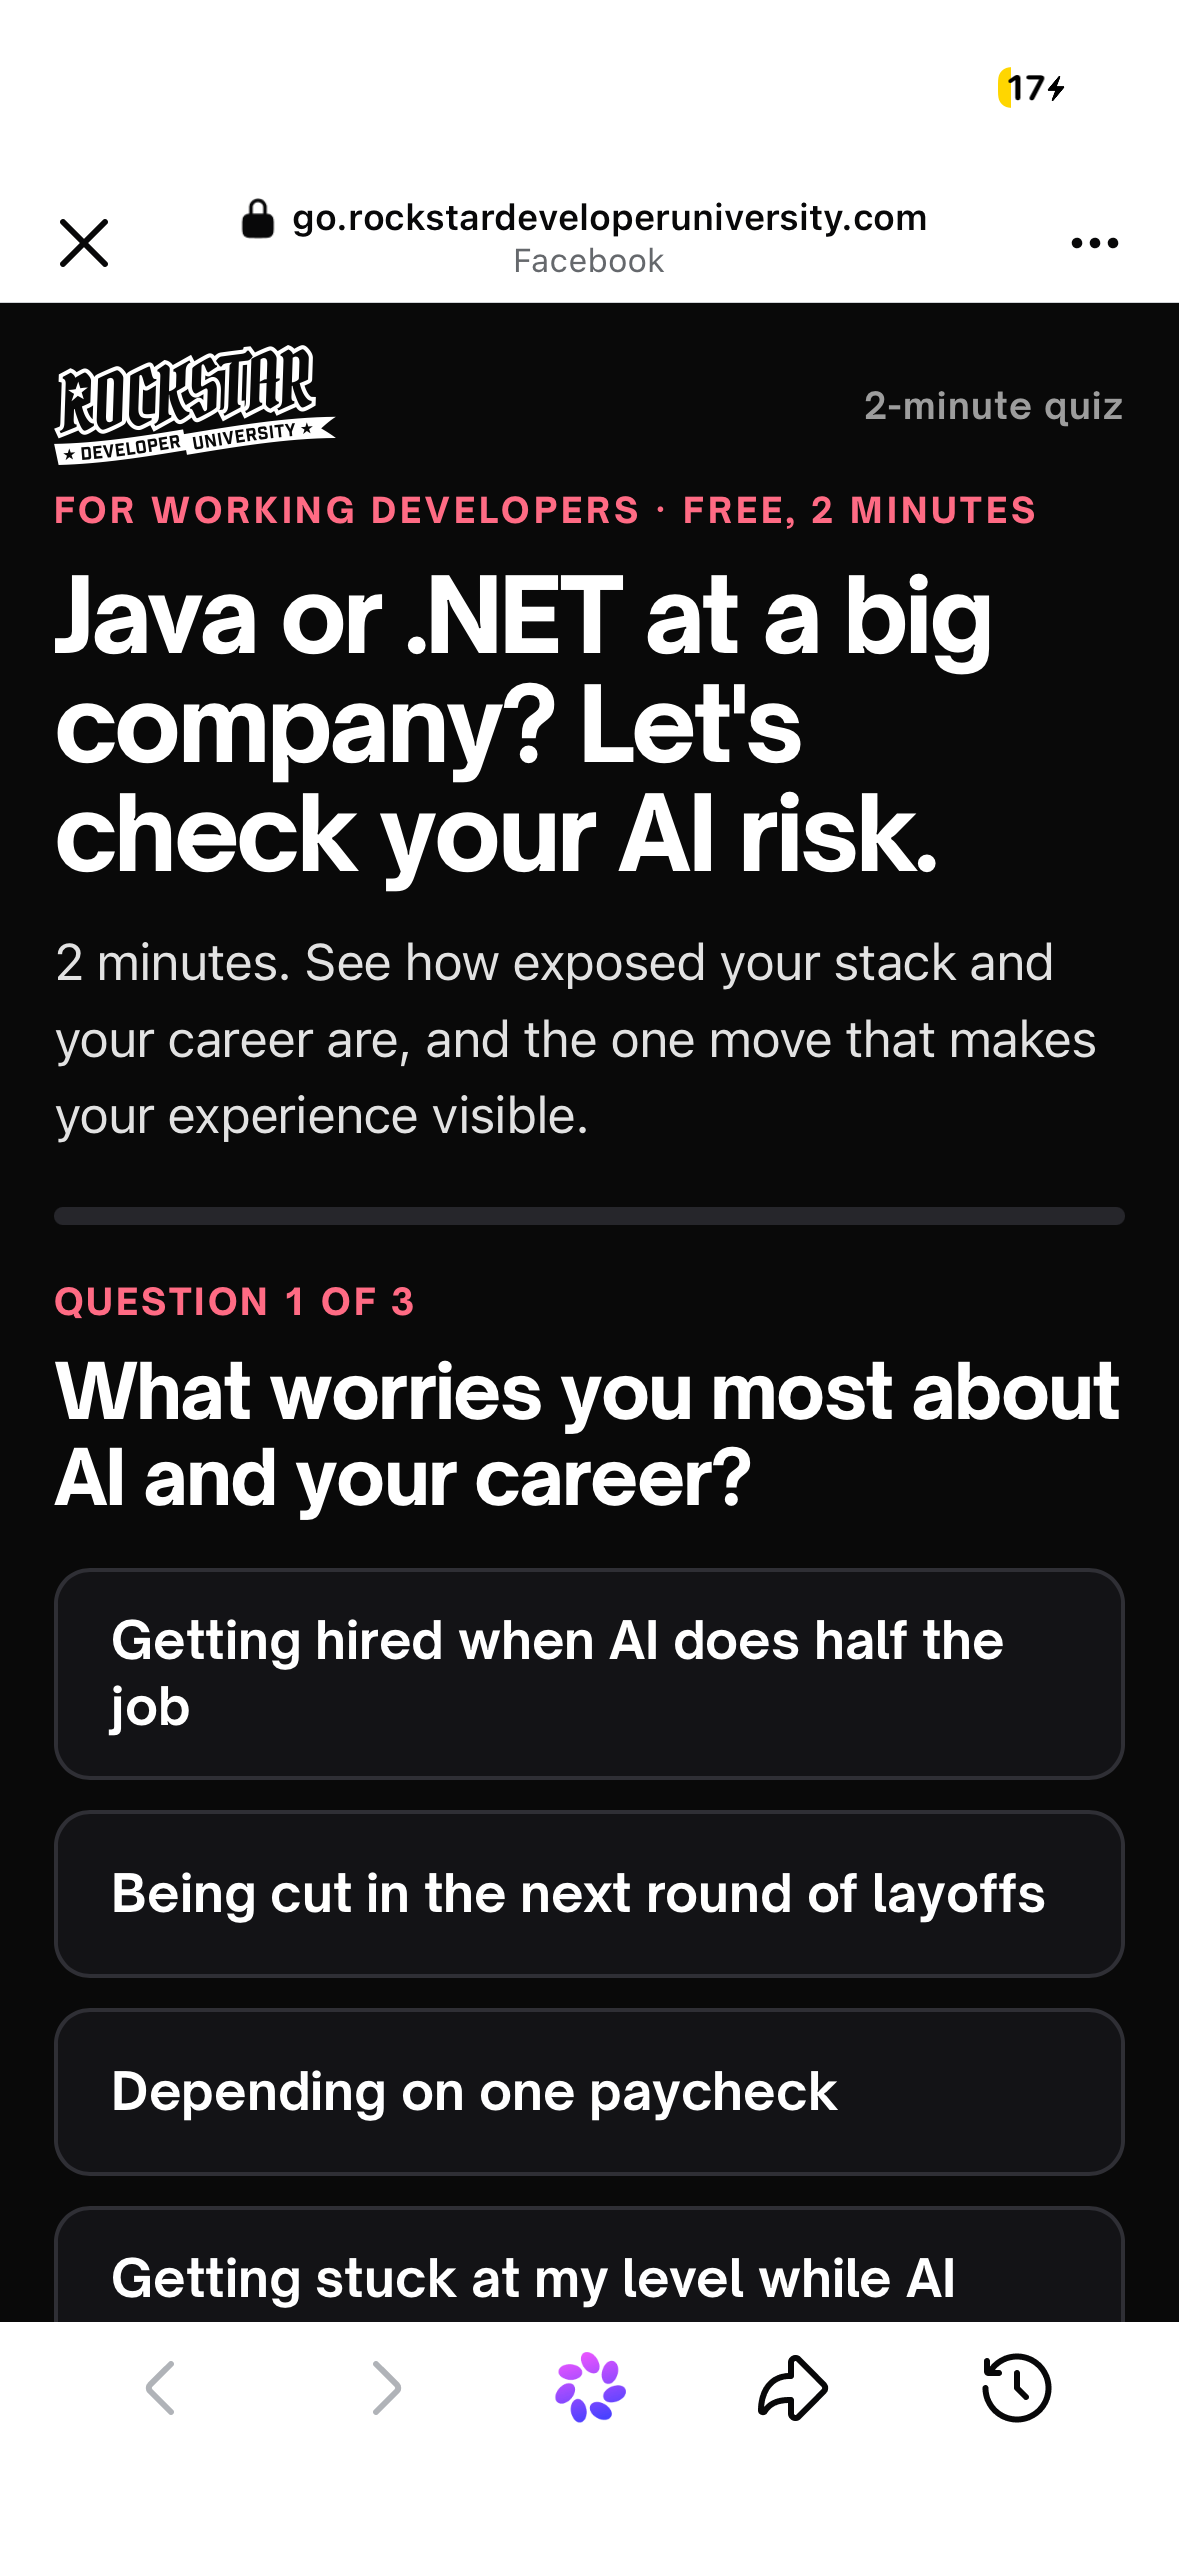 17
go.rockstardeveloperuniversity.com
Facebook
ROCKSTAR
DEVELOPER UNIVERSITY
2-minute quiz
FOR WORKING DEVELOPERS · FREE, 2 MINUTES
Java or .NET at a big
company? Let's
check your AI risk.
2 minutes. See how exposed your stack and
your career are, and the one move that makes
your experience visible.
QUESTION 1 OF 3
What worries you most about
AI and your career?
Getting hired when AI does half the
job
Being cut in the next round of layoffs
Depending on one paycheck
Getting stuck at my level while AI